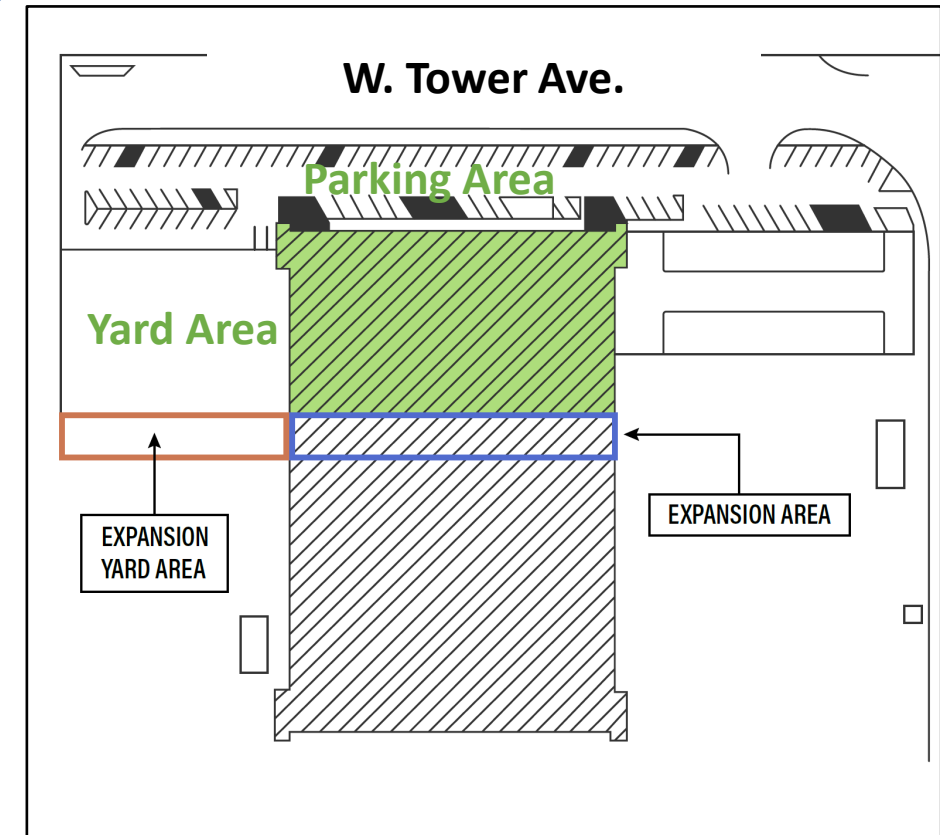 W. Tower Ave.
Parking Area
Yard Area
EXPANSION
YARD AREA
EXPANSION AREA